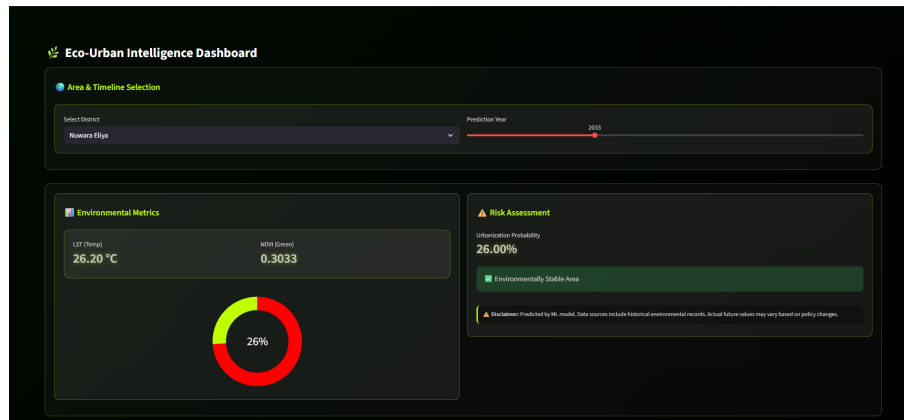 Eco-Urban Intelligence Dashboard
Area & Timeline Selection
Select District
Nuwara Eliya
Prediction Year
2033
Environmental Metrics
LST (Temp)
26.20 °C
NDVI (Green)
0.3033
26%
Risk Assessment
Urbanization Probability
26.00%
Environmentally Stable Area
Disclaimer: Predicted by ML model. Data sources include historical environmental records. Actual future values may vary based on policy changes.